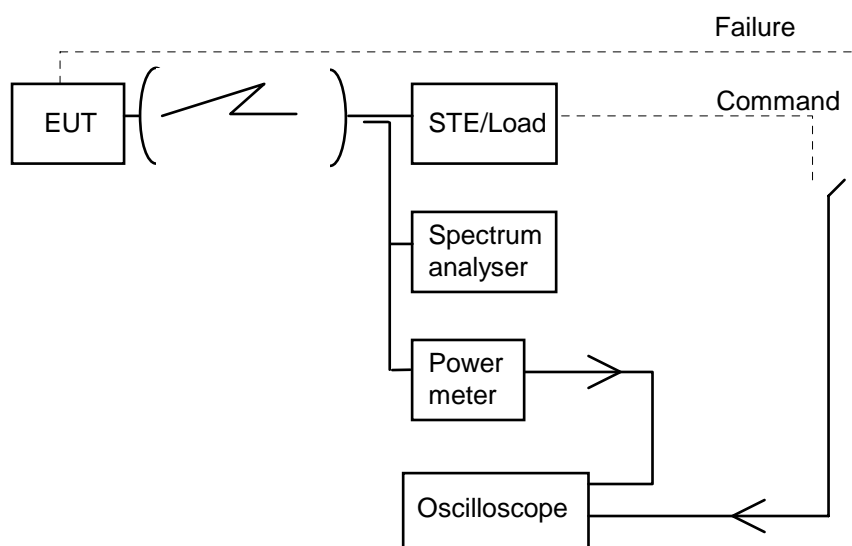 Failure
EUT
STE/Load
Command
Spectrum
analyser
Power
meter
Oscilloscope